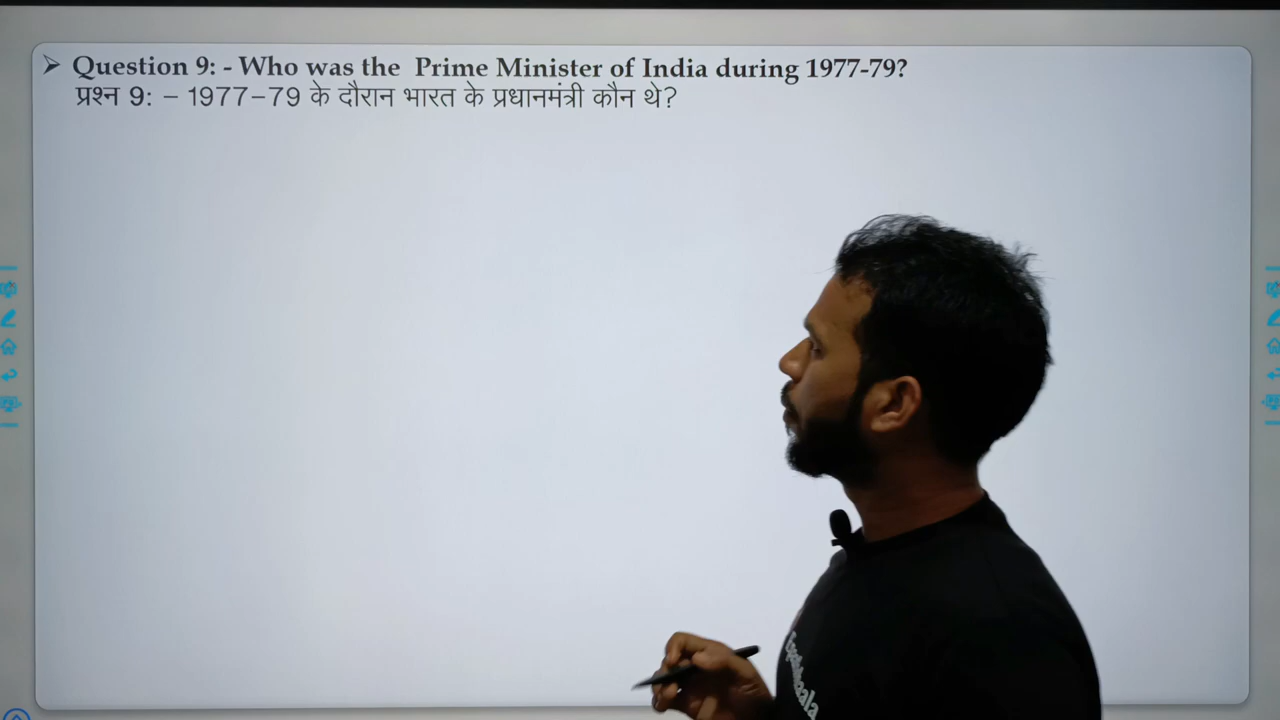 ➢ Question 9: - Who was the Prime Minister of India during 1977-79?
प्रश्न 9: – 1977–79 के दौरान भारत के प्रधानमंत्री कौन थे?